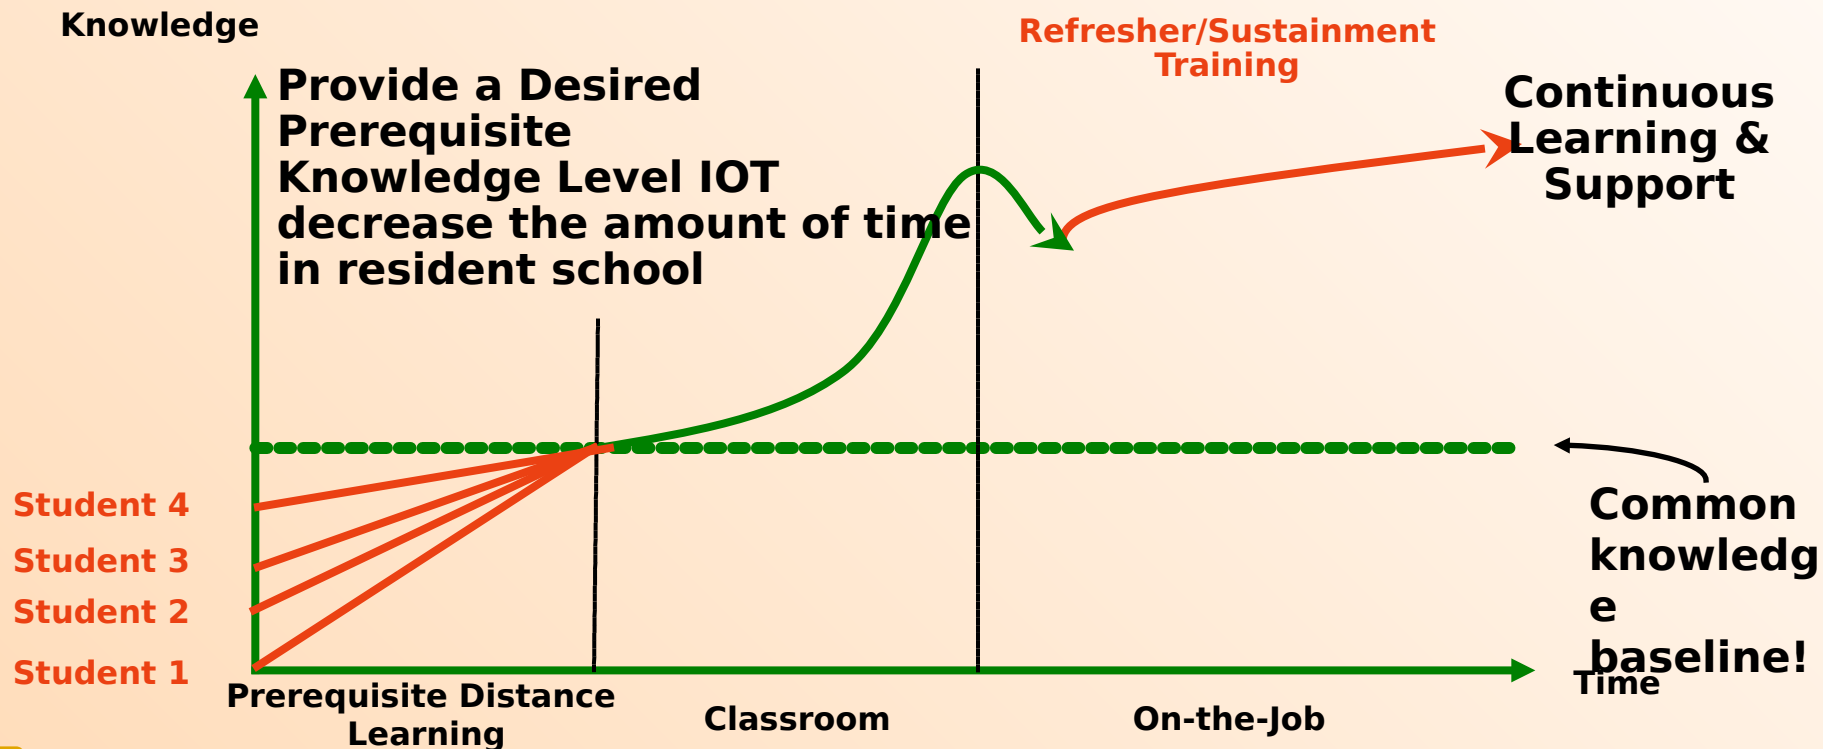 Knowledge
Refresher/Sustainment
Training
Provide a Desired
Prerequisite
Knowledge Level IOT
decrease the amount of time
in resident school
Continuous
Learning &
Support
Student 4
Student 3
Student 2
Student 1
Common
knowledg
e
baseline!
Time
Prerequisite Distance
Learning
Classroom
On-the-Job